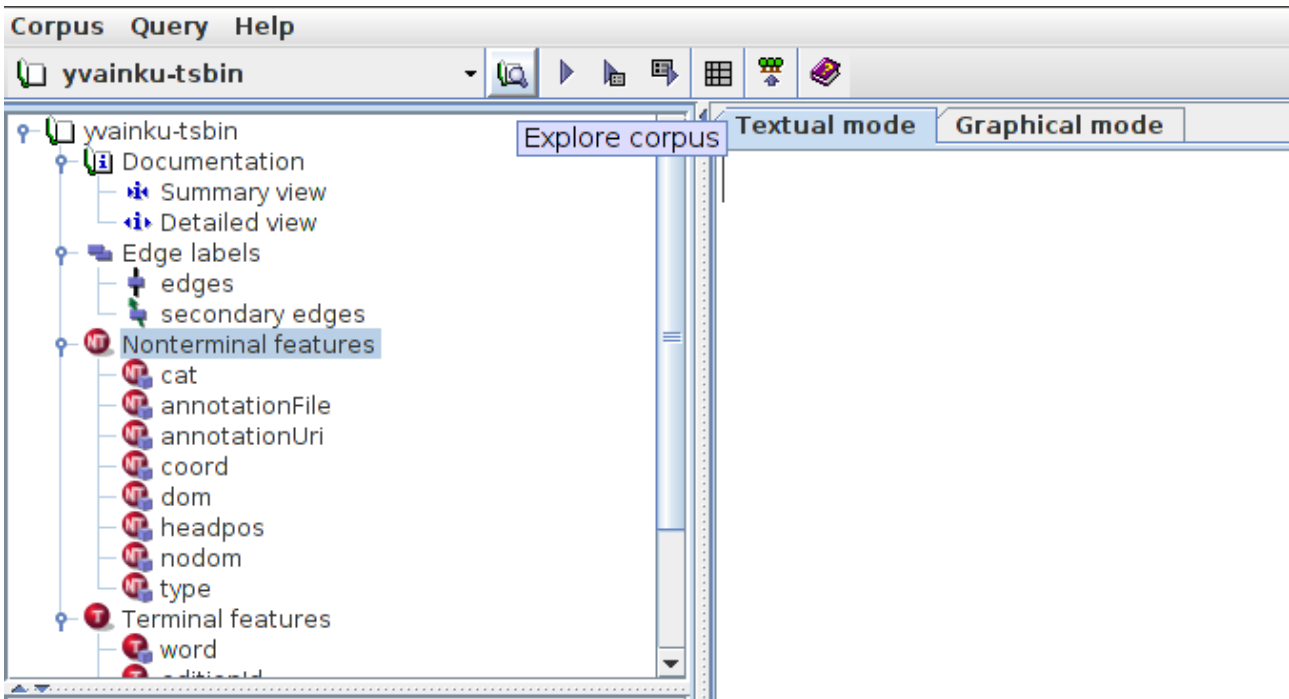 Corpus Query Help
yvainku-tsbin
Explore corpus
Textual mode Graphical mode
yvainku-tsbin
Documentation
Summary view
Detailed view
Edge labels
edges
secondary edges
Nonterminal features
cat
annotationFile
annotationUri
coord
dom
headpos
nodom
type
Terminal features
word